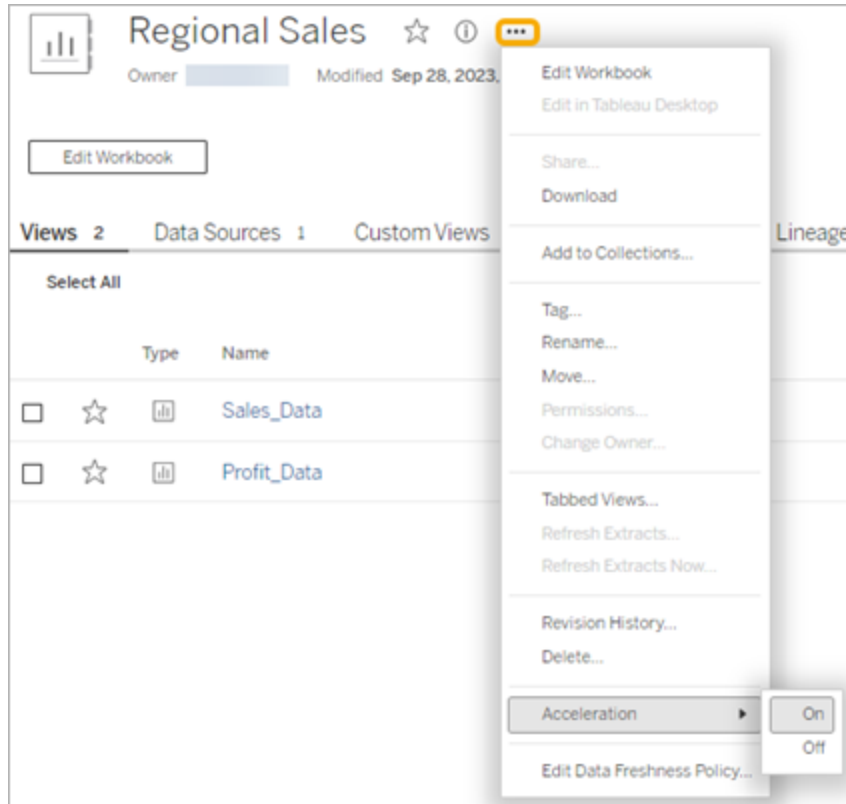 Regional Sales
Owner
Modified Sep 28, 2023,
Edit Workbook
Views 2
Data Sources 1
Custom Views
Lineage
Select All
Type
Name
Sales_Data
Profit_Data
Edit Workbook
Edit in Tableau Desktop
Share...
Download
Add to Collections...
Tag...
Rename...
Move...
Permissions...
Change Owner...
Tabbed Views...
Refresh Extracts...
Refresh Extracts Now...
Revision History...
Delete...
Acceleration
On
Off
Edit Data Freshness Policy...